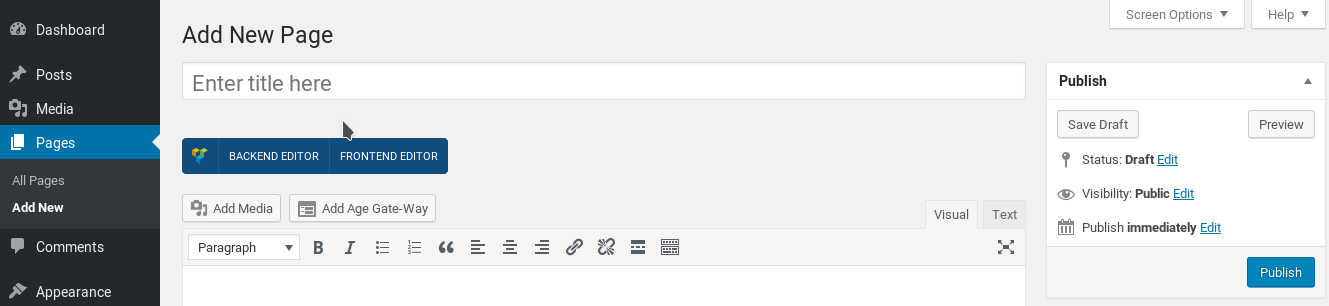 Dashboard
Posts
Media
Pages
All Pages
Add New
Comments
Appearance
Screen Options
Help
Add New Page
Enter title here
BACKEND EDITOR FRONTEND EDITOR
Add Media Add Age Gate-Way
Visual Text
Paragraph B I
Publish
Save Draft Preview
Status: Draft Edit
Visibility: Public Edit
Publish immediately Edit
Publish